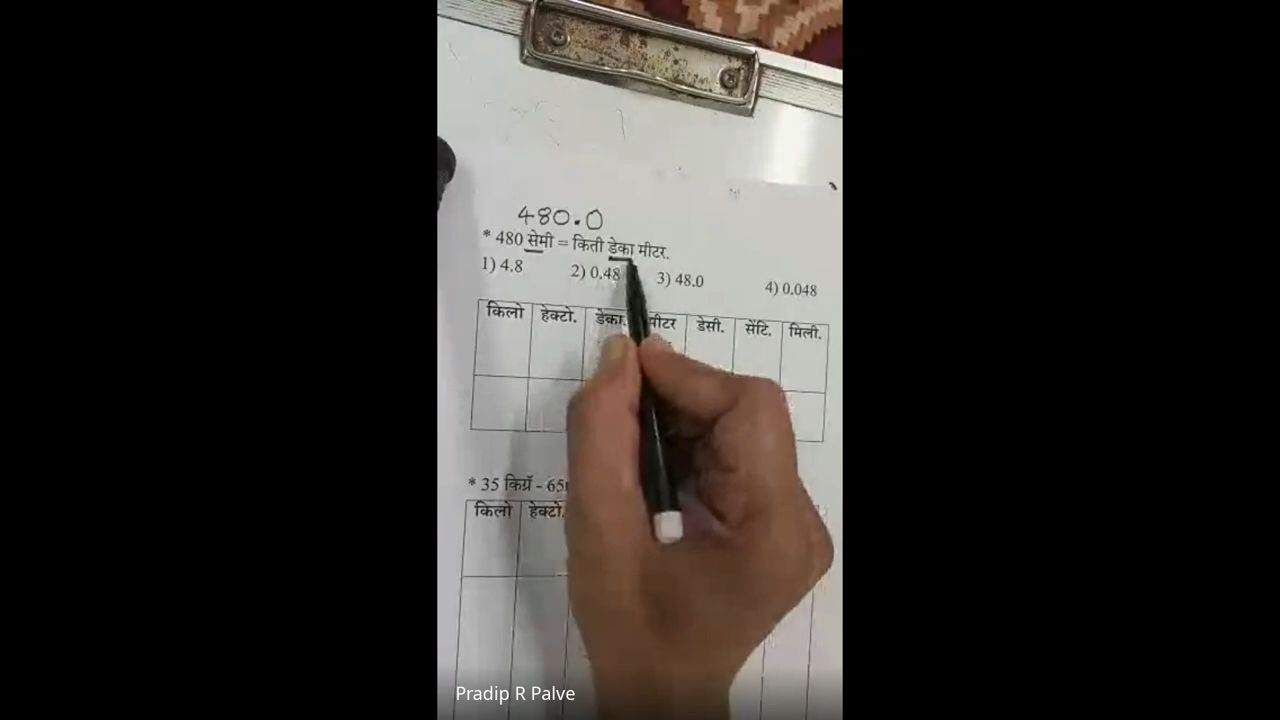 480.0
* 480 सेमी = किती डेका मीटर.
1) 4.8 2) 0.48 3) 48.0 4) 0.048
किलो हेक्टो. डेका. मीटर डेसी. सेंटि. मिली.
* 35 किग्रॅ - 65
किलो हेक्टो.
Pradip R Palve